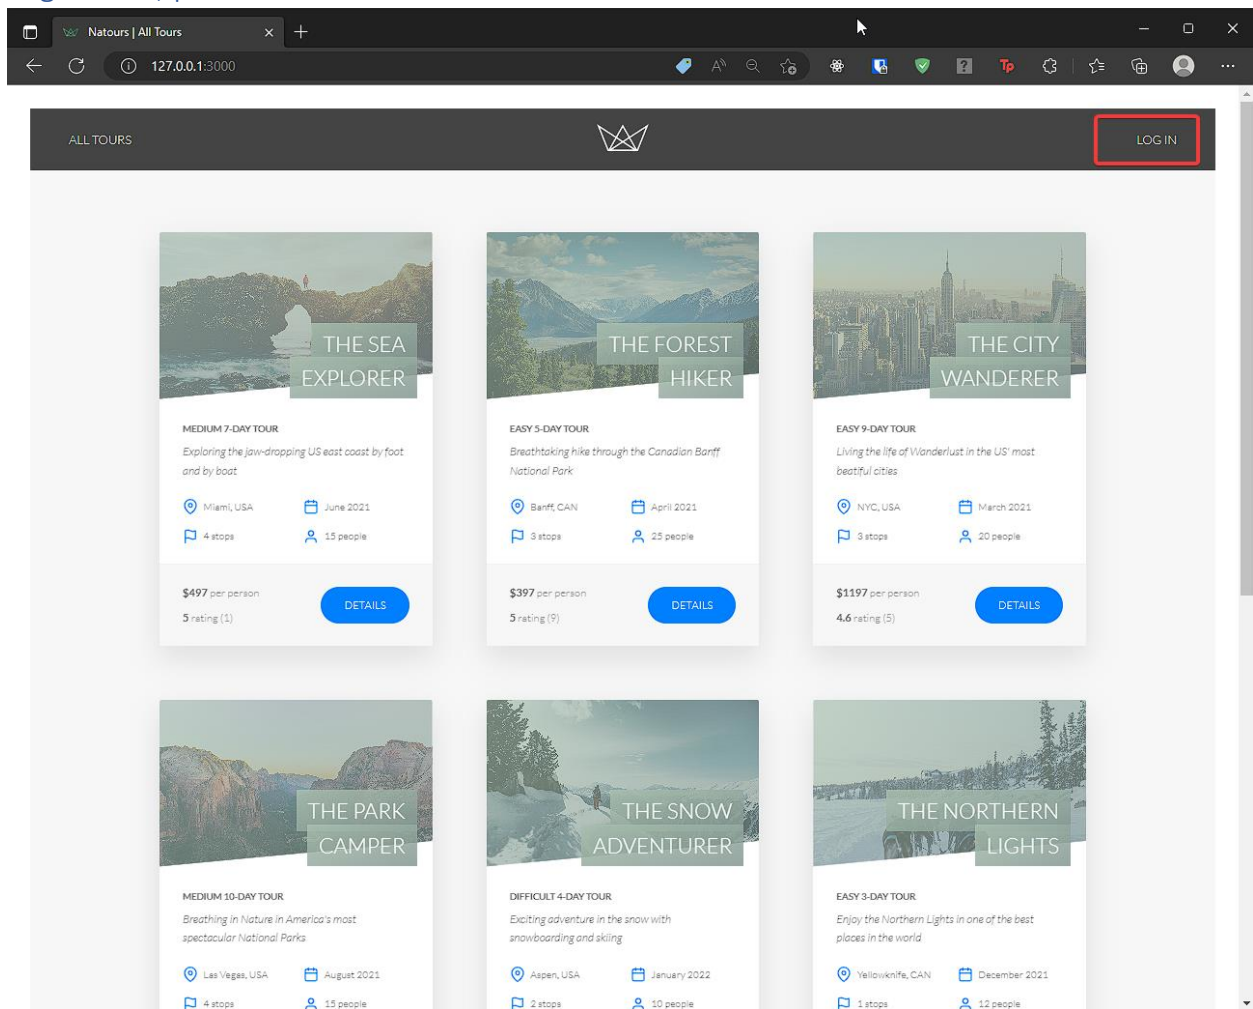 Natours | All Tours
127.0.0.1:3000
ALL TOURS
LOG IN
THE SEA
EXPLORER
MEDIUM 7-DAY TOUR
Exploring the jaw-dropping US east coast by foot
and by boat
Miami, USA
June 2021
4 stops
15 people
$497 per person
5 rating (1)
DETAILS
THE FOREST
HIKER
EASY 5-DAY TOUR
Breathtaking hike through the Canadian Banff
National Park
Banff, CAN
April 2021
3 stops
25 people
$397 per person
5 rating (9)
DETAILS
THE CITY
WANDERER
EASY 9-DAY TOUR
Living the life of Wanderlust in the US' most
beatiful cities
NYC, USA
March 2021
3 stops
20 people
$1197 per person
4.6 rating (5)
DETAILS
THE PARK
CAMPER
MEDIUM 10-DAY TOUR
Breathing in Nature in America's most
spectacular National Parks
Las Vegas, USA
August 2021
4 stops
15 people
THE SNOW
ADVENTURER
DIFFICULT 4-DAY TOUR
Exciting adventure in the snow with
snowboarding and skiing
Aspen, USA
January 2022
2 stops
10 people
THE NORTHERN
LIGHTS
EASY 3-DAY TOUR
Enjoy the Northern Lights in one of the best
places in the world
Yellowknife, CAN
December 2021
1 stops
12 people